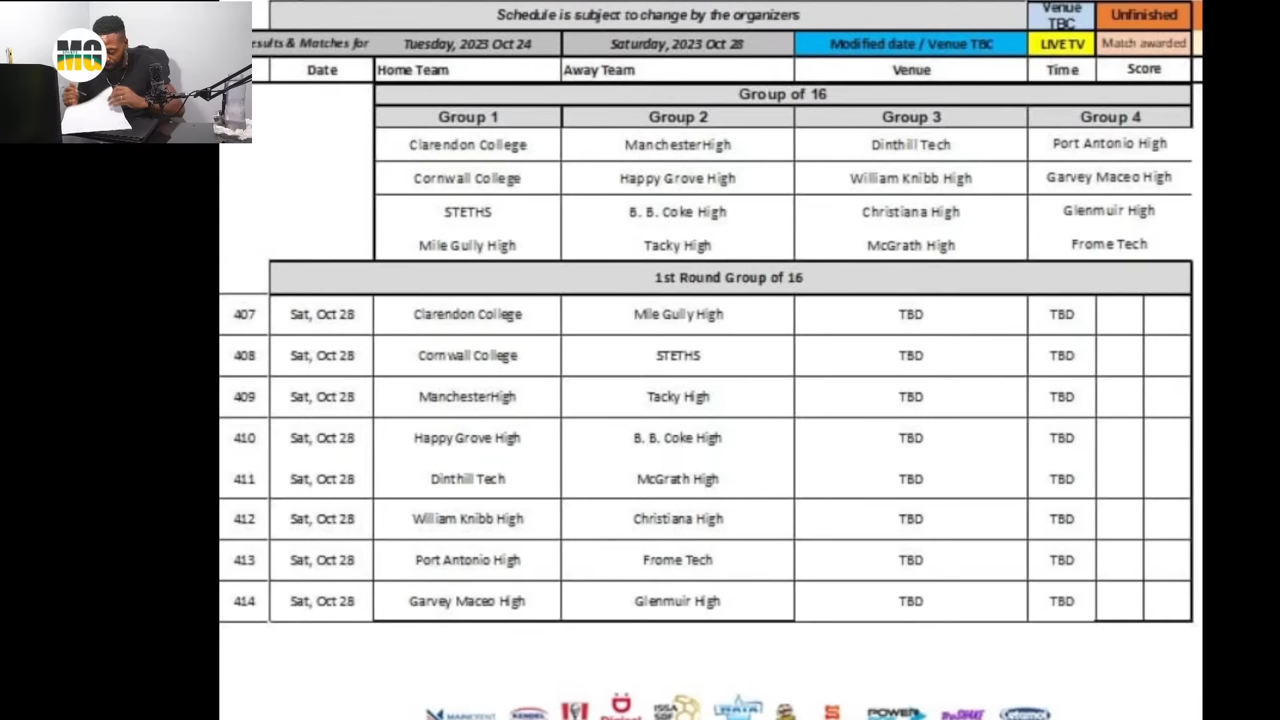 Schedule is subject to change by the organizers Venue TBC Unfinished
MG
esults & Matches for Tuesday, 2023 Oct 24 Saturday, 2023 Oct 28 Modified date / Venue TBC LIVE TV Match awarded
Date Home Team Away Team Venue Time Score
Group of 16
Group 1 Group 2 Group 3 Group 4
Clarendon College ManchesterHigh Dinthill Tech Port Antonio High
Cornwall College Happy Grove High William Knibb High Garvey Maceo High
STETHS B. B. Coke High Christiana High Glenmuir High
Mile Gully High Tacky High McGrath High Frome Tech
1st Round Group of 16
407 Sat, Oct 28 Clarendon College Mile Gully High TBD TBD
408 Sat, Oct 28 Cornwall College STETHS TBD TBD
409 Sat, Oct 28 ManchesterHigh Tacky High TBD TBD
410 Sat, Oct 28 Happy Grove High B. B. Coke High TBD TBD
411 Sat, Oct 28 Dinthill Tech McGrath High TBD TBD
412 Sat, Oct 28 William Knibb High Christiana High TBD TBD
413 Sat, Oct 28 Port Antonio High Frome Tech TBD TBD
414 Sat, Oct 28 Garvey Maceo High Glenmuir High TBD TBD
KFC Digicel ISSA WATA POWER